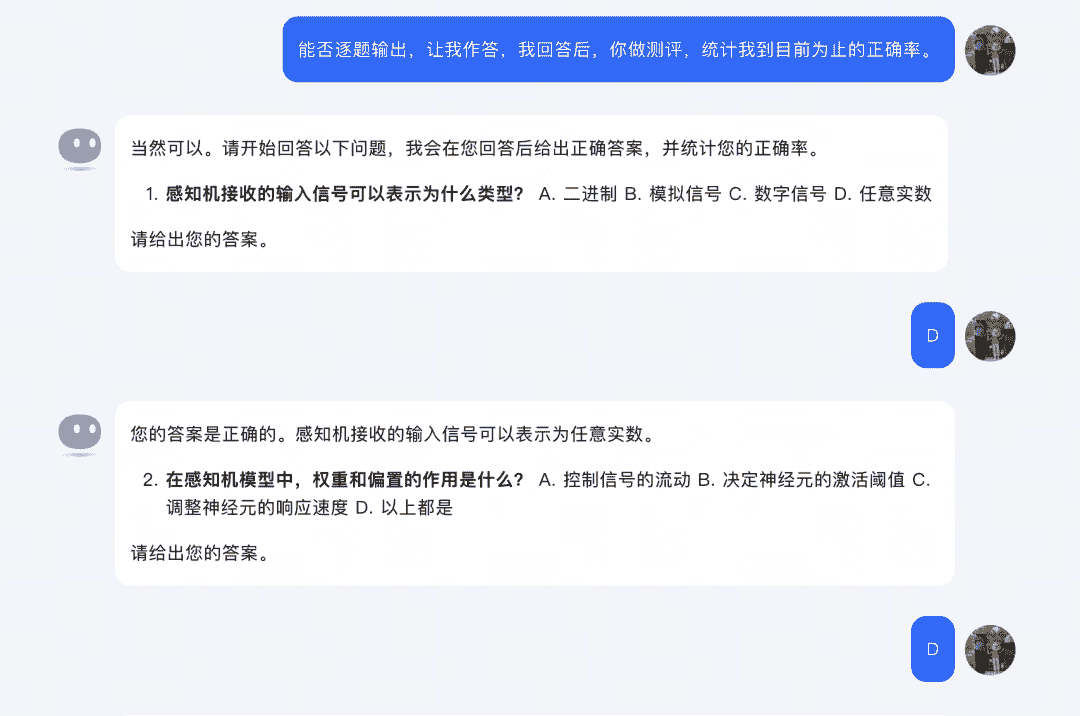 能否逐题输出，让我作答，我回答后，你做测评，统计我到目前为止的正确率。
当然可以。请开始回答以下问题，我会在您回答后给出正确答案，并统计您的正确率。
1. 感知机接收的输入信号可以表示为什么类型？ A. 二进制 B. 模拟信号 C. 数字信号 D. 任意实数
请给出您的答案。
D
您的答案是正确的。感知机接收的输入信号可以表示为任意实数。
2. 在感知机模型中，权重和偏置的作用是什么？ A. 控制信号的流动 B. 决定神经元的激活阈值 C.
调整神经元的响应速度 D. 以上都是
请给出您的答案。
D